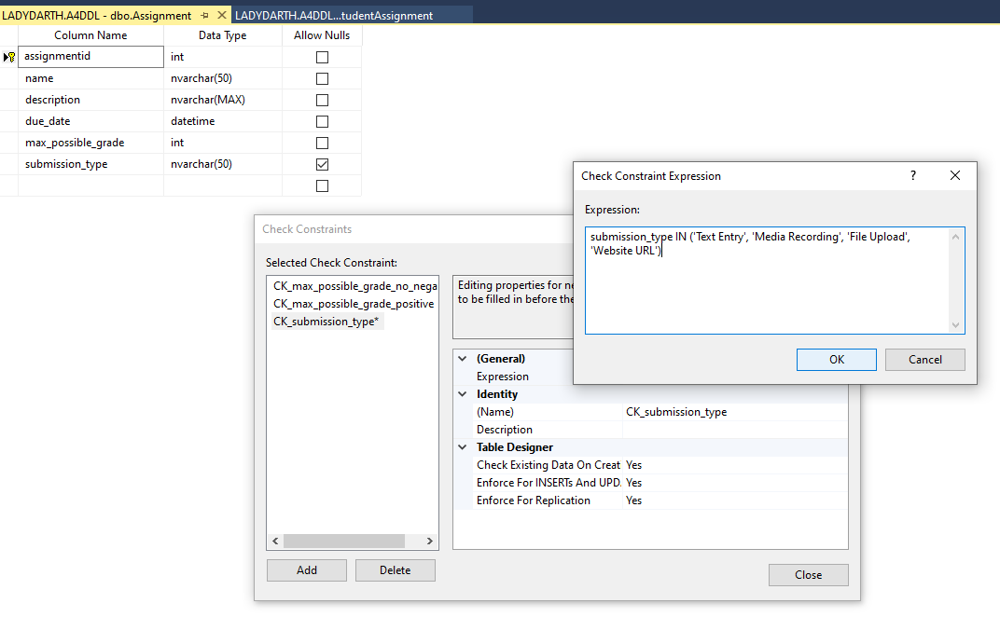 LADYDARTH.A4DDL - dbo.Assignment
LADYDARTH.A4DDL...tudentAssignment
Column Name Data Type Allow Nulls
assignmentid int
name nvarchar(50)
description nvarchar(MAX)
due_date datetime
max_possible_grade int
submission_type nvarchar(50)
Check Constraint Expression ?
Expression:
submission_type IN ('Text Entry', 'Media Recording', 'File Upload',
'Website URL')
OK Cancel
Check Constraints
Selected Check Constraint:
CK_max_possible_grade_no_nega
CK_max_possible_grade_positive
CK_submission_type*
Add Delete
Editing properties for ne
to be filled in before the
(General)
Expression
Identity
(Name) CK_submission_type
Description
Table Designer
Check Existing Data On Creat Yes
Enforce For INSERTs And UPD. Yes
Enforce For Replication Yes
Close